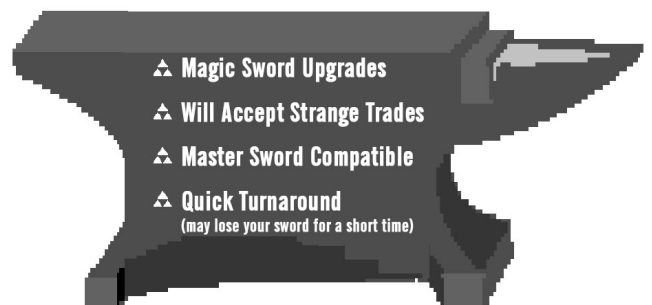 Magic Sword Upgrades
Will Accept Strange Trades
Master Sword Compatible
Quick Turnaround
(may lose your sword for a short time)